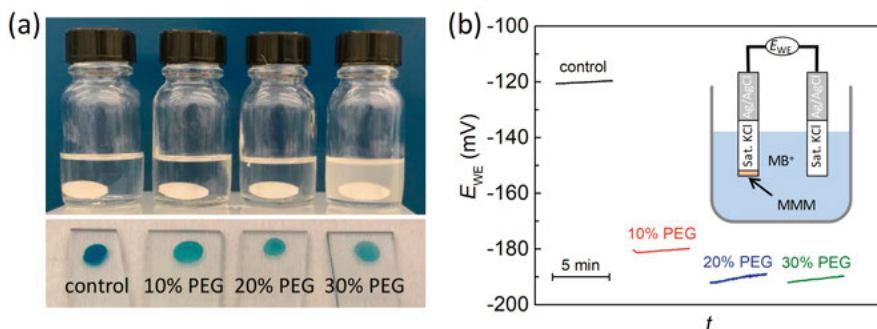 (a)
control 10% PEG 20% PEG 30% PEG
(b)
-100
-120
-140
-160
-180
-200
E_WE (mV)
control
10% PEG
20% PEG
30% PEG
5 min
t
E_WE
Ag/AgCl
Sat. KCl
Ag/AgCl
Sat. KCl
MB⁺
MMM